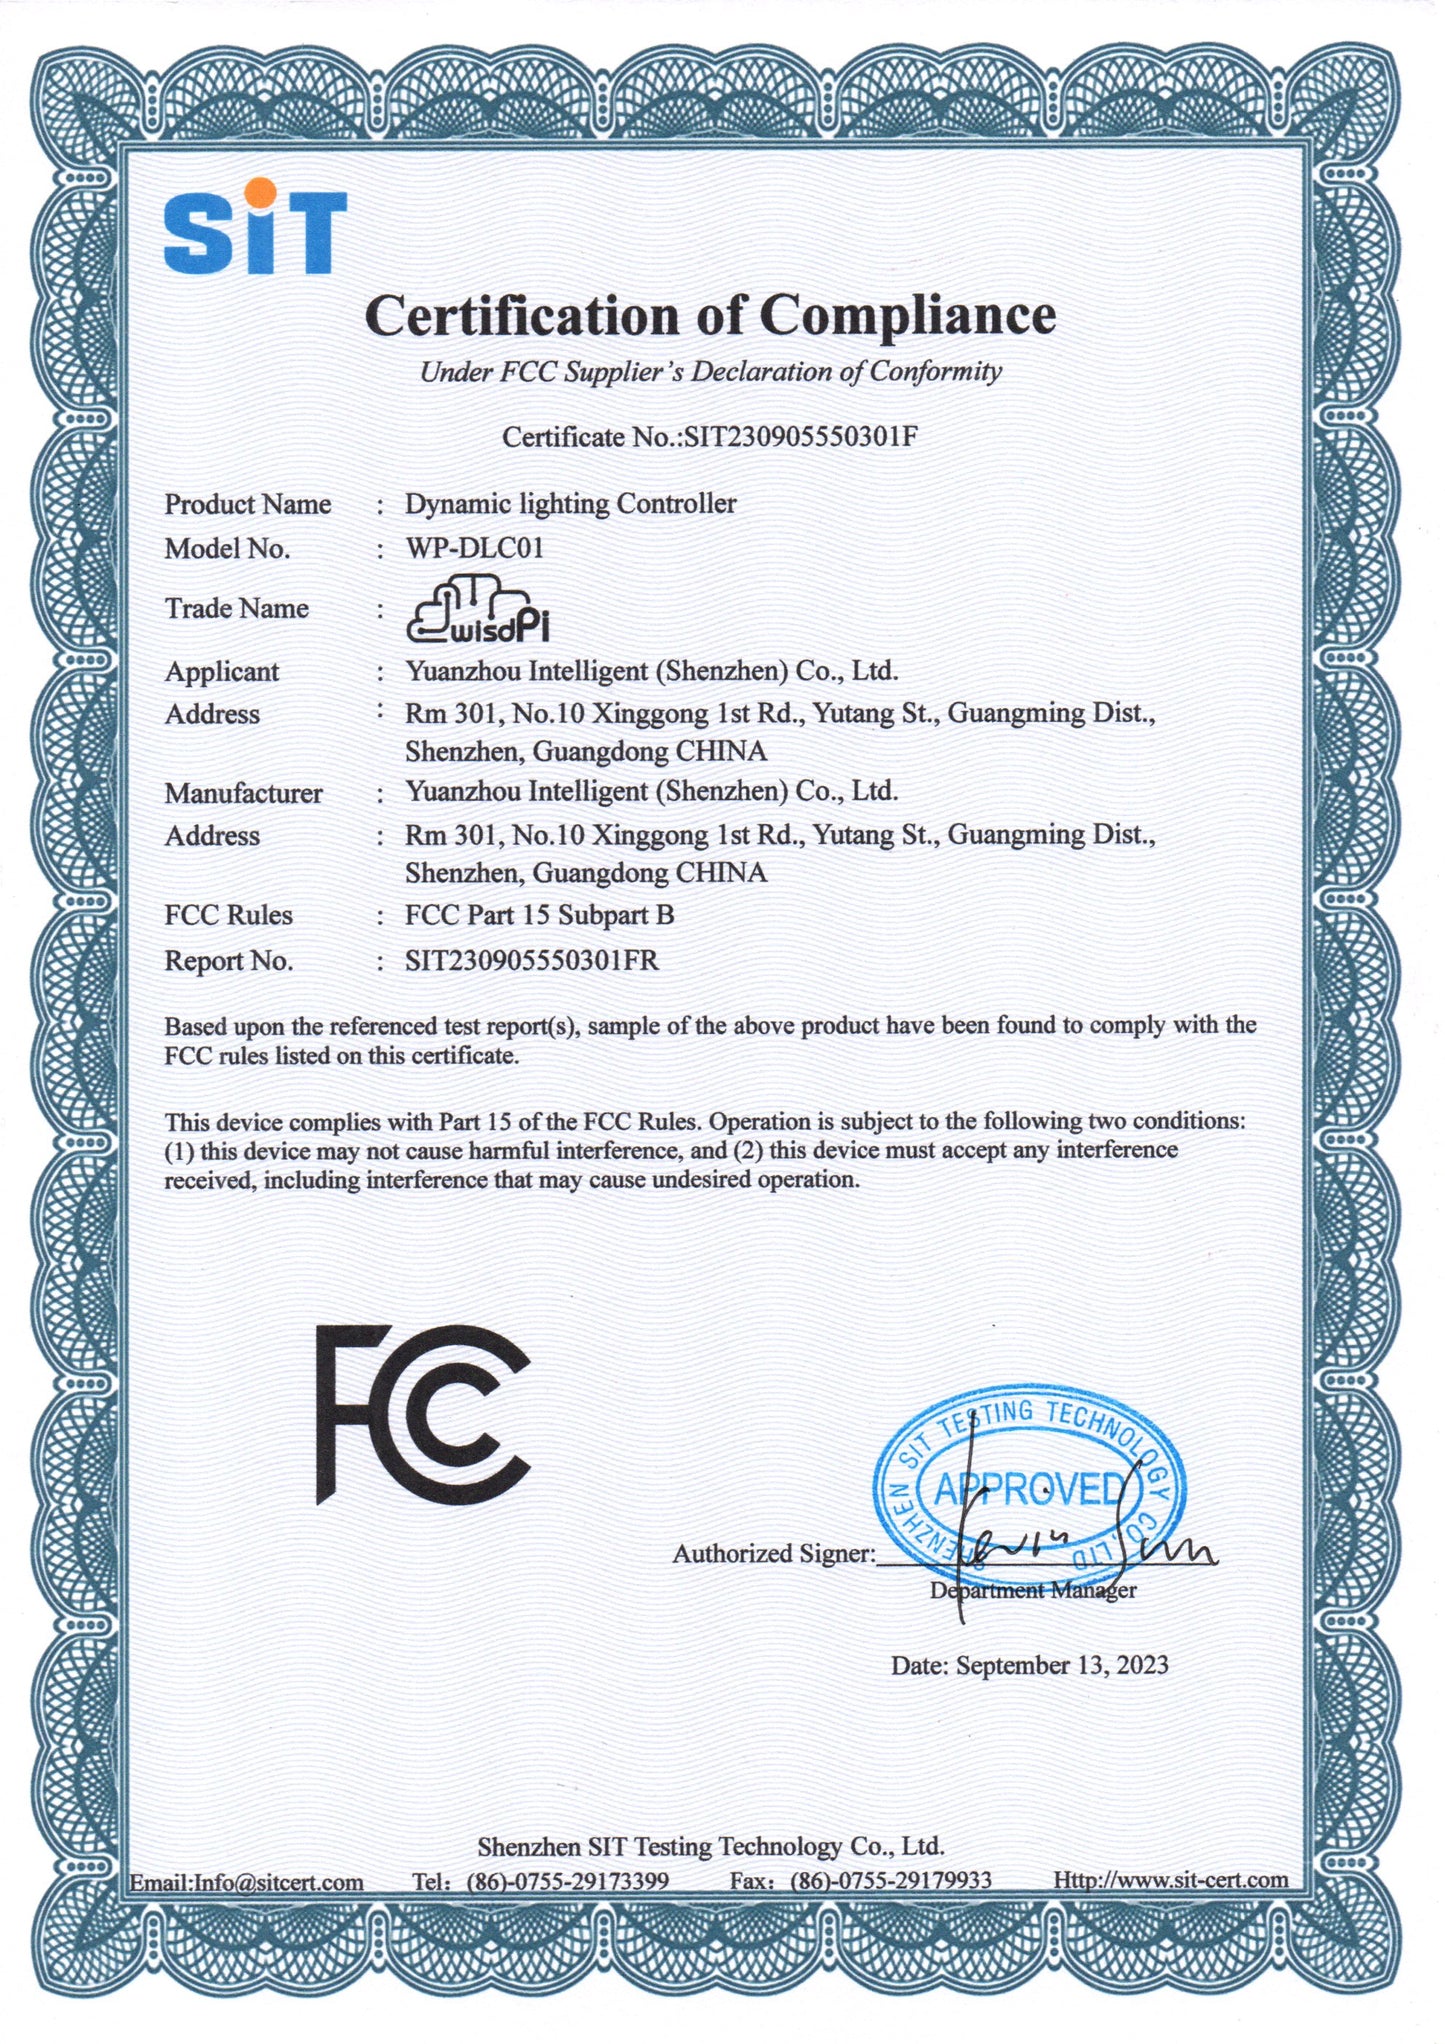 SiT
Certification of Compliance
Under FCC Supplier's Declaration of Conformity
Certificate No.:SIT230905550301F
Product Name : Dynamic lighting Controller
Model No. : WP-DLC01
Trade Name : wisdPi
Applicant : Yuanzhou Intelligent (Shenzhen) Co., Ltd.
Address : Rm 301, No.10 Xinggong 1st Rd., Yutang St., Guangming Dist.,
Shenzhen, Guangdong CHINA
Manufacturer : Yuanzhou Intelligent (Shenzhen) Co., Ltd.
Address : Rm 301, No.10 Xinggong 1st Rd., Yutang St., Guangming Dist.,
Shenzhen, Guangdong CHINA
FCC Rules : FCC Part 15 Subpart B
Report No. : SIT230905550301FR
Based upon the referenced test report(s), sample of the above product have been found to comply with the
FCC rules listed on this certificate.
This device complies with Part 15 of the FCC Rules. Operation is subject to the following two conditions:
(1) this device may not cause harmful interference, and (2) this device must accept any interference
received, including interference that may cause undesired operation.
FCC
SHENZHEN SIT TESTING TECHNOLOGY CO.,LTD
APPROVED
Authorized Signer: Kevin Sun
Department Manager
Date: September 13, 2023
Shenzhen SIT Testing Technology Co., Ltd.
Email:Info@sitcert.com Tel: (86)-0755-29173399 Fax: (86)-0755-29179933 Http://www.sit-cert.com